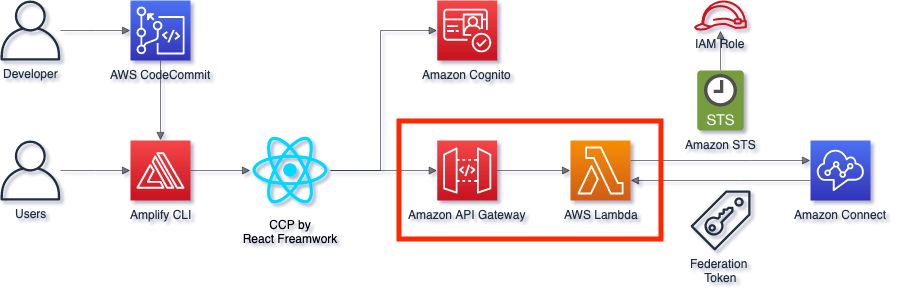 Developer
AWS CodeCommit
Amazon Cognito
IAM Role
STS
Amazon STS
Users
Amplify CLI
CCP by
React Freamwork
Amazon API Gateway
AWS Lambda
Amazon Connect
Federation
Token